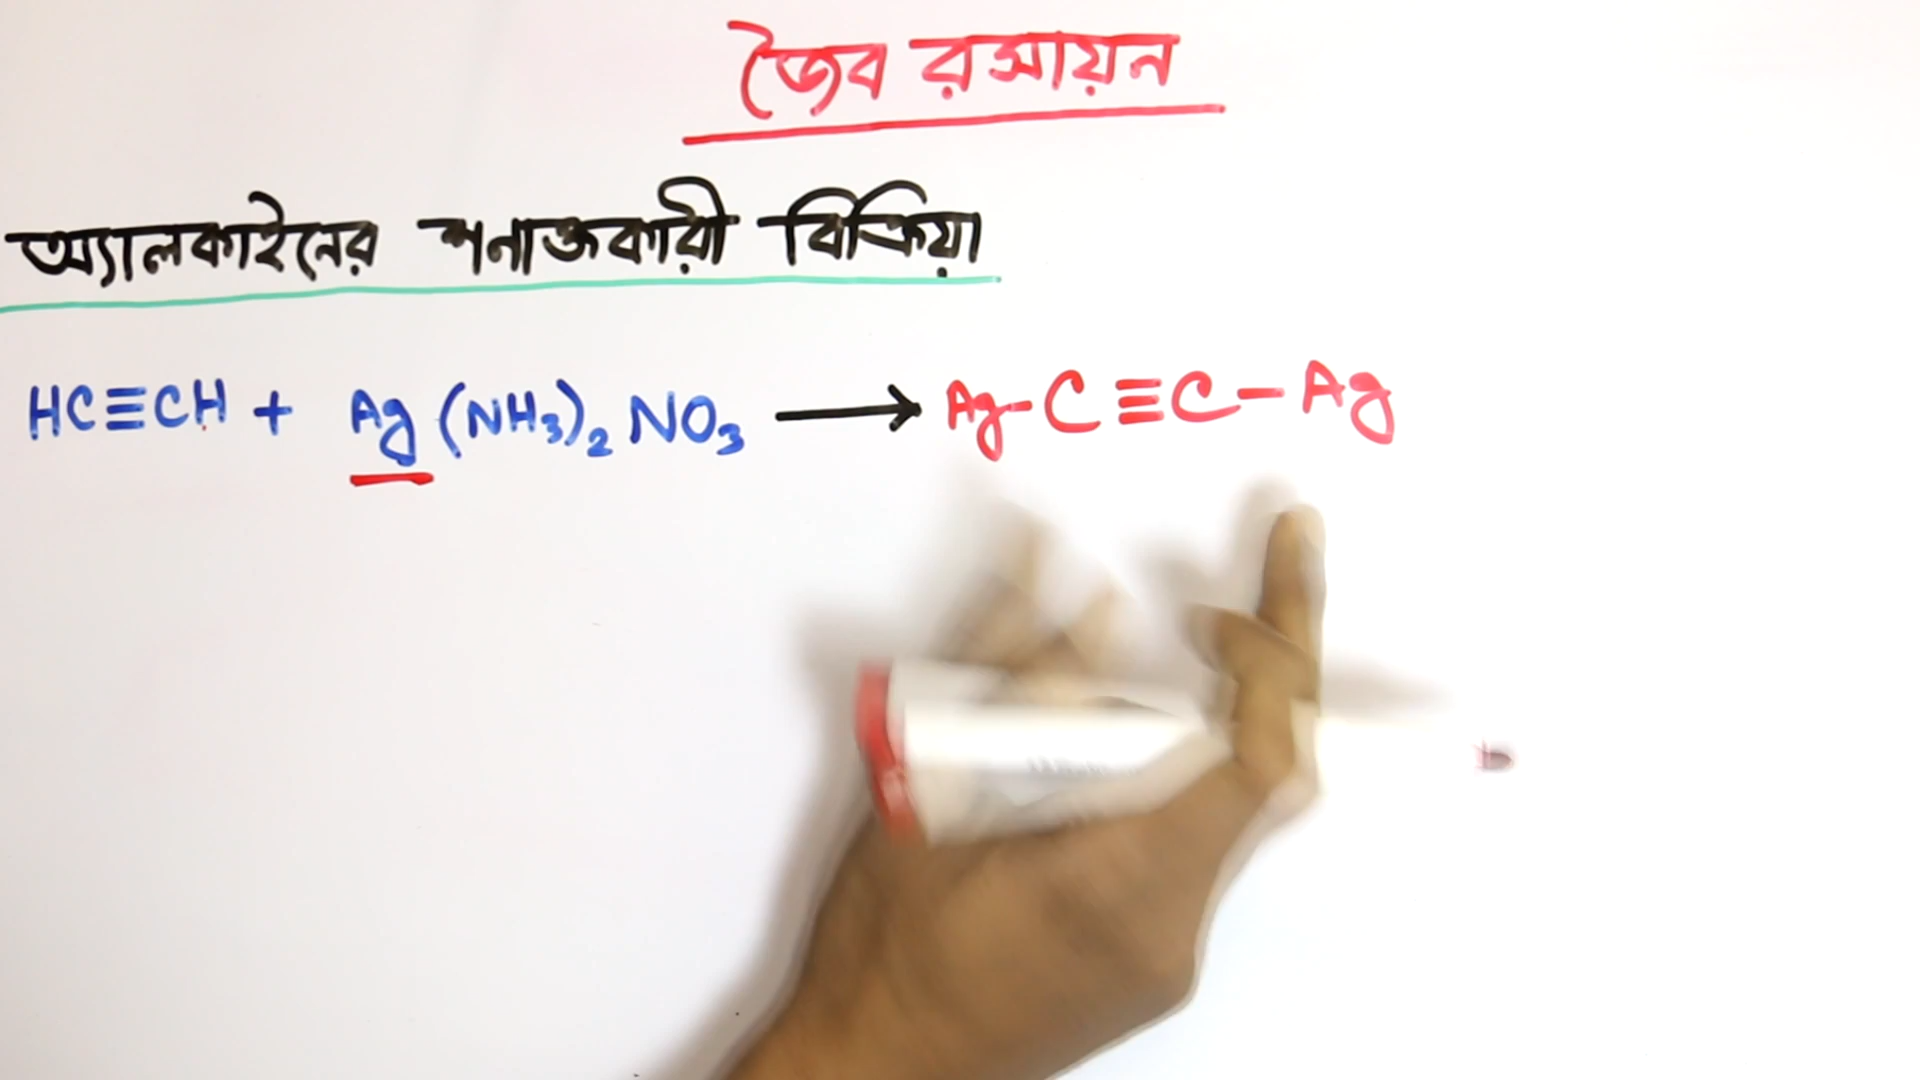 জৈব রসায়ন
অ্যালকাইনের শনাক্তকারী বিক্রিয়া
HC≡CH + Ag(NH₃)₂NO₃ ⟶ Ag-C≡C-Ag